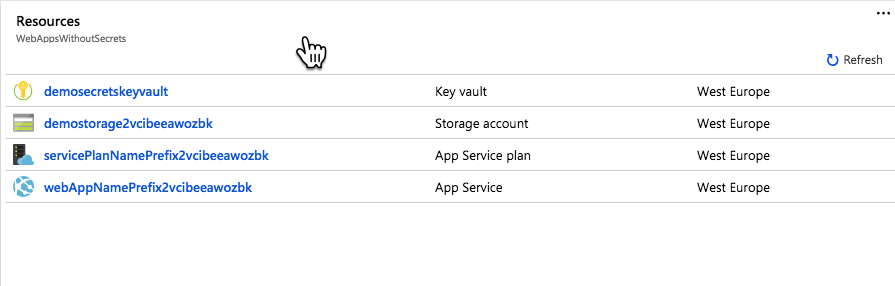 Resources
WebAppsWithoutSecrets
Refresh
demosecretskeyvault Key vault West Europe
demostorage2vcibeeawozbk Storage account West Europe
servicePlanNamePrefix2vcibeeawozbk App Service plan West Europe
webAppNamePrefix2vcibeeawozbk App Service West Europe